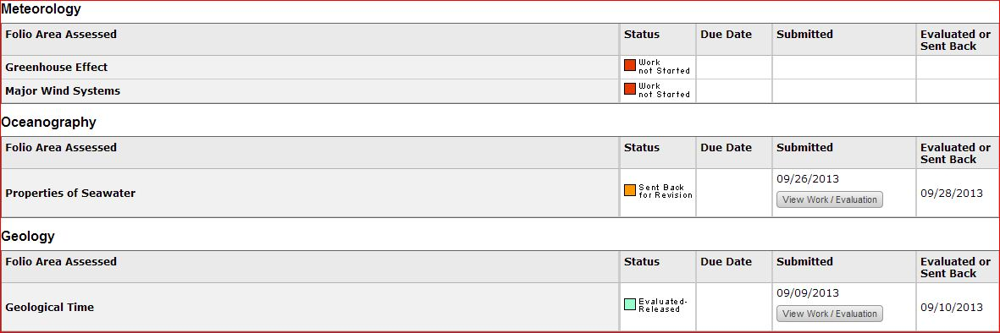 Meteorology
Folio Area Assessed Status Due Date Submitted Evaluated or
Sent Back
Greenhouse Effect Work
not Started
Major Wind Systems Work
not Started
Oceanography
Folio Area Assessed Status Due Date Submitted Evaluated or
Sent Back
09/26/2013
Properties of Seawater Sent Back
for Revision 09/28/2013
View Work / Evaluation
Geology
Folio Area Assessed Status Due Date Submitted Evaluated or
Sent Back
09/09/2013
Geological Time Evaluated-
Released 09/10/2013
View Work / Evaluation